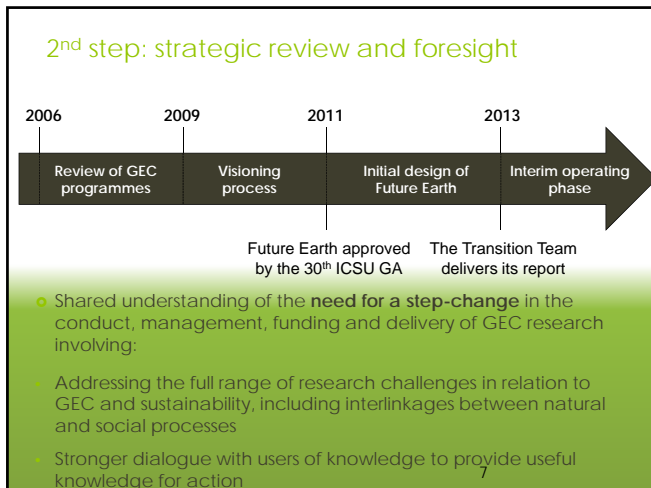 2nd step: strategic review and foresight
2006 2009 2011 2013
Review of GEC programmes
Visioning process
Initial design of Future Earth
Interim operating phase
Future Earth approved
by the 30th ICSU GA
The Transition Team
delivers its report
Shared understanding of the need for a step-change in the
conduct, management, funding and delivery of GEC research
involving:
Addressing the full range of research challenges in relation to
GEC and sustainability, including interlinkages between natural
and social processes
Stronger dialogue with users of knowledge to provide useful
knowledge for action
7